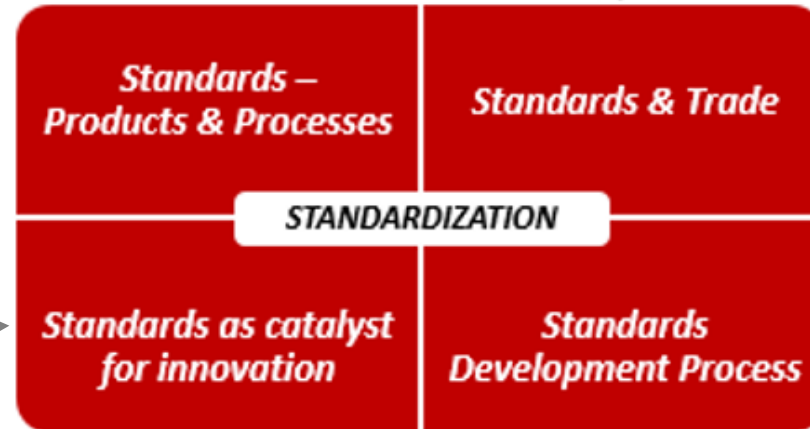 Standards –
Products & Processes
Standards & Trade
STANDARDIZATION
Standards as catalyst
for innovation
Standards
Development Process